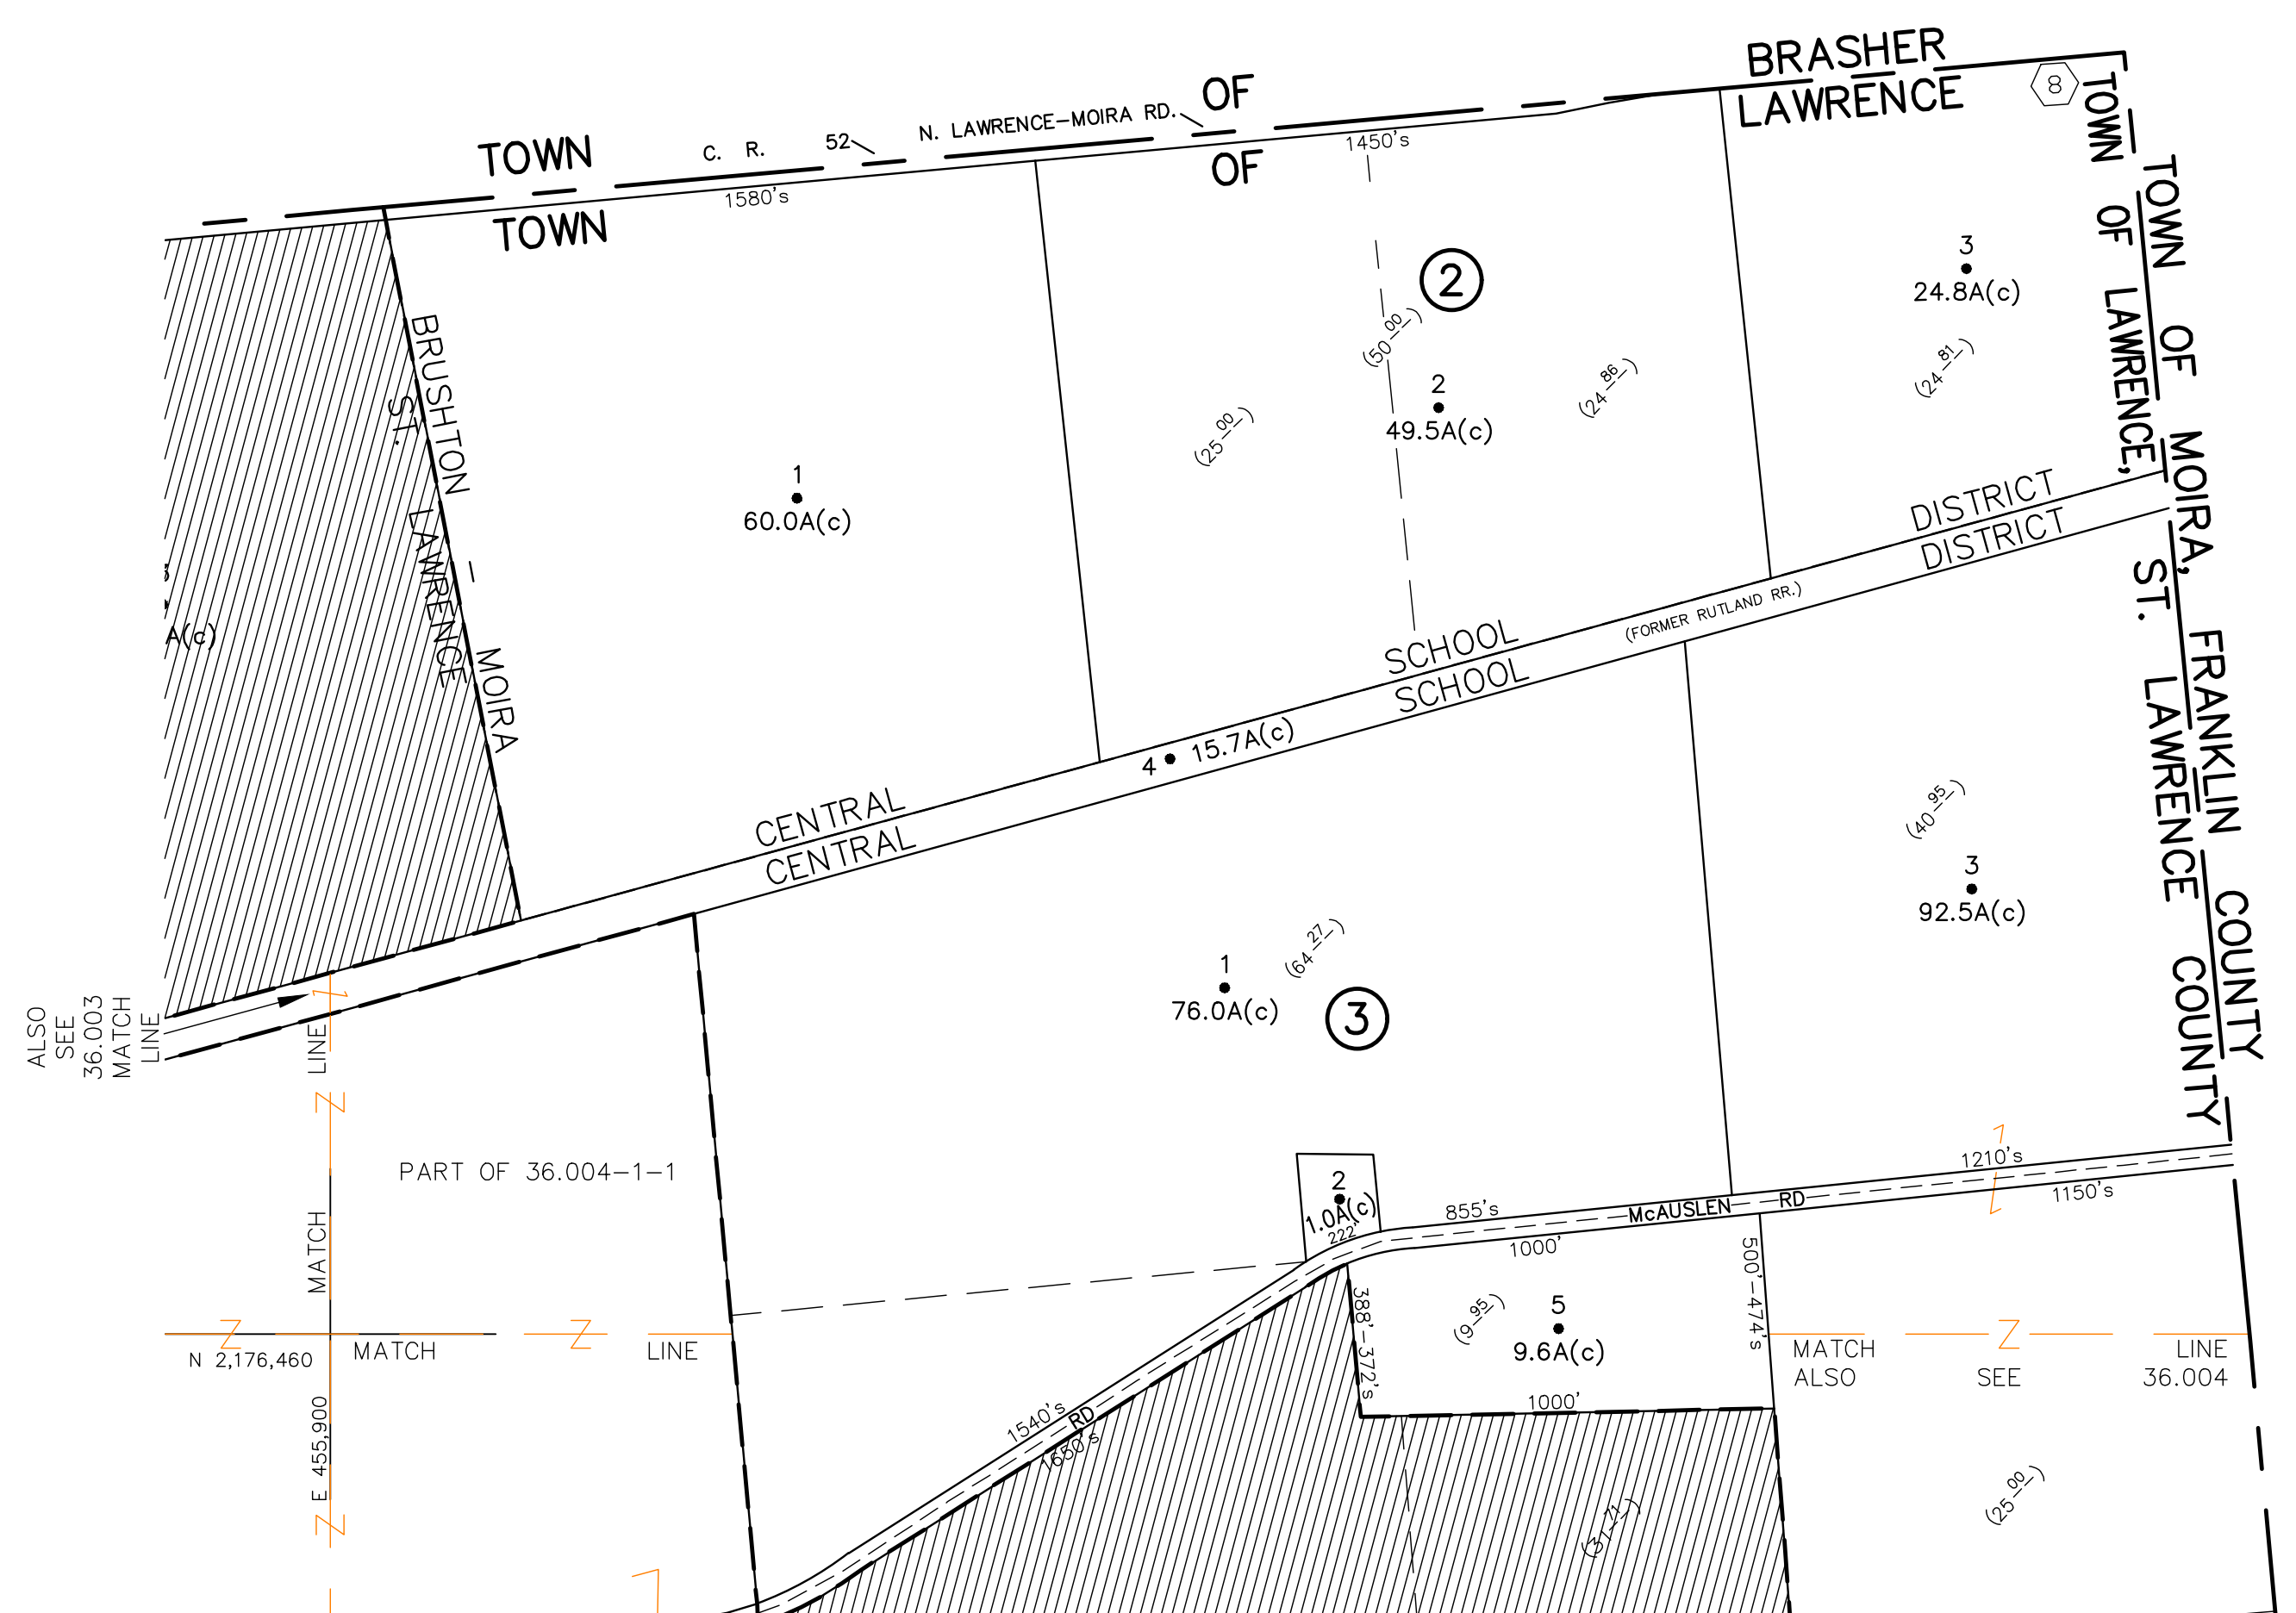 BRASHER
LAWRENCE
8
TOWN OF
TOWN OF
C. R. 52
N. LAWRENCE-MOIRA RD.
1580's
1450's
TOWN OF LAWRENCE, ST. LAWRENCE COUNTY
TOWN OF MOIRA, FRANKLIN COUNTY
BRUSHTON - MOIRA
ST. LAWRENCE
CENTRAL SCHOOL DISTRICT
CENTRAL SCHOOL DISTRICT
2
3
24.8A(c)
(24 81)
(50 00)
2
49.5A(c)
(24 86)
(25 00)
1
60.0A(c)
A(c)
(FORMER RUTLAND RR.)
4 15.7A(c)
(40 95)
3
92.5A(c)
(64 27)
1
76.0A(c)
3
ALSO
SEE
36.003
MATCH
LINE
MATCH LINE
PART OF 36.004-1-1
2
1.0A(c)
222'
855's
McAUSLEN RD
1210's
1150's
1000'
500'-474's
388'-372's
(9 95)
5
9.6A(c)
1000'
N 2,176,460
E 455,900
MATCH LINE
MATCH LINE
ALSO SEE 36.004
1540's
RD
1650's
(37 71)
(25 00)